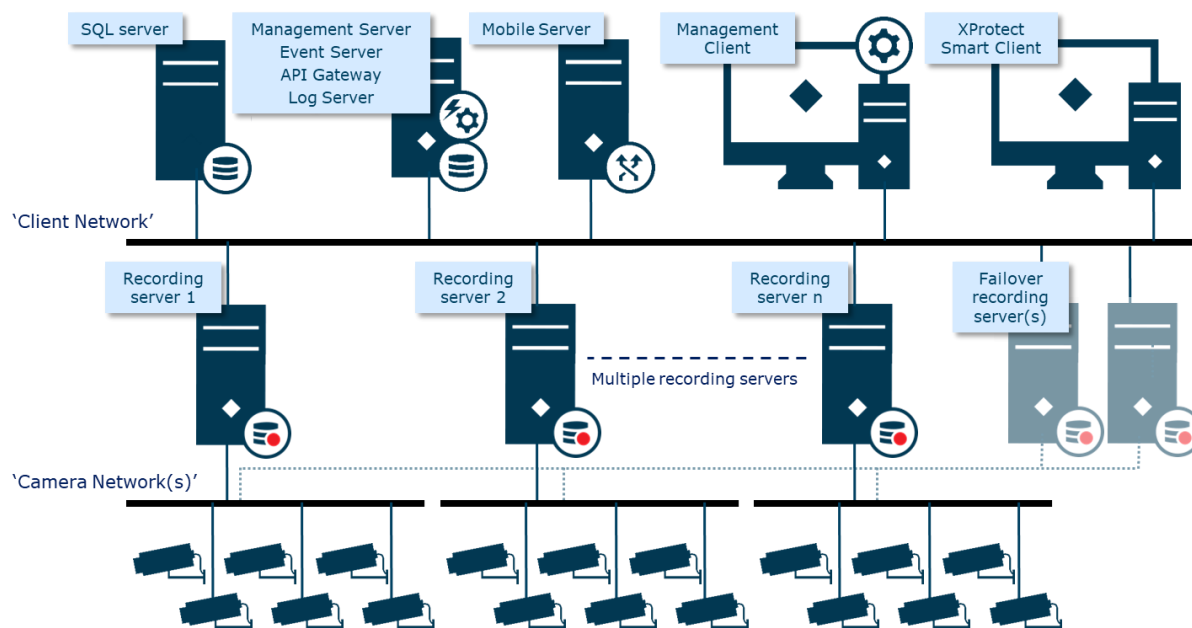 SQL server
Management Server
Event Server
API Gateway
Log Server
Mobile Server
Management
Client
XProtect
Smart Client
‘Client Network’
Recording
server 1
Recording
server 2
Recording
server n
Failover
recording
server(s)
Multiple recording servers
‘Camera Network(s)’